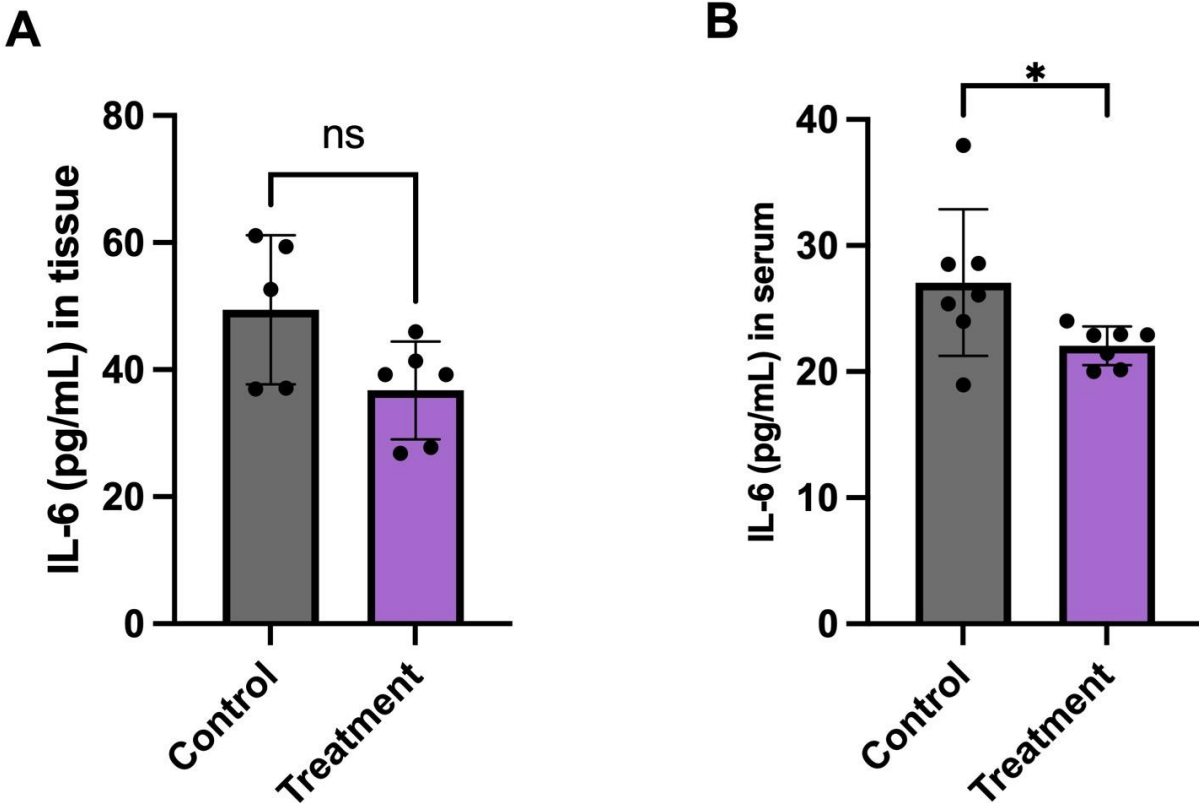 A
IL-6 (pg/mL) in tissue
80
60
40
20
0
ns
Control
Treatment
B
IL-6 (pg/mL) in serum
40
30
20
10
0
*
Control
Treatment